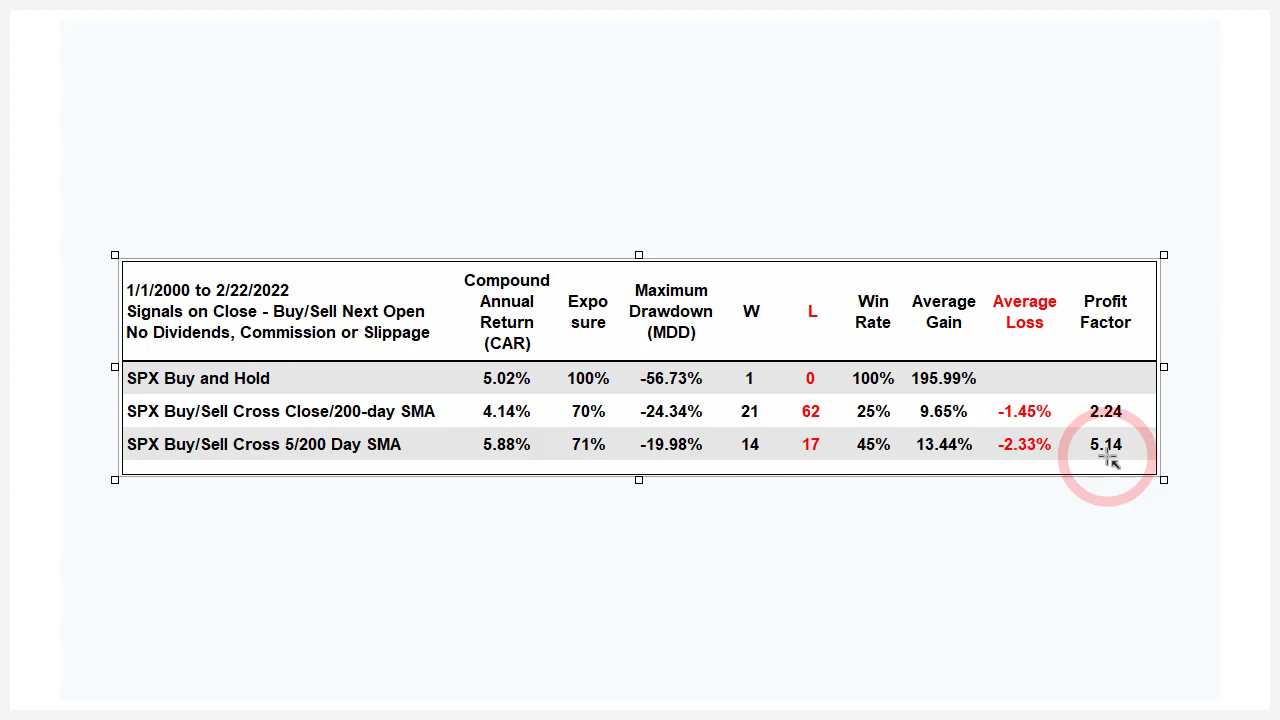 1/1/2000 to 2/22/2022
Signals on Close - Buy/Sell Next Open
No Dividends, Commission or Slippage
Compound Annual Return (CAR)
Expo sure
Maximum Drawdown (MDD)
W
L
Win Rate
Average Gain
Average Loss
Profit Factor
SPX Buy and Hold 5.02% 100% -56.73% 1 0 100% 195.99%
SPX Buy/Sell Cross Close/200-day SMA 4.14% 70% -24.34% 21 62 25% 9.65% -1.45% 2.24
SPX Buy/Sell Cross 5/200 Day SMA 5.88% 71% -19.98% 14 17 45% 13.44% -2.33% 5.14